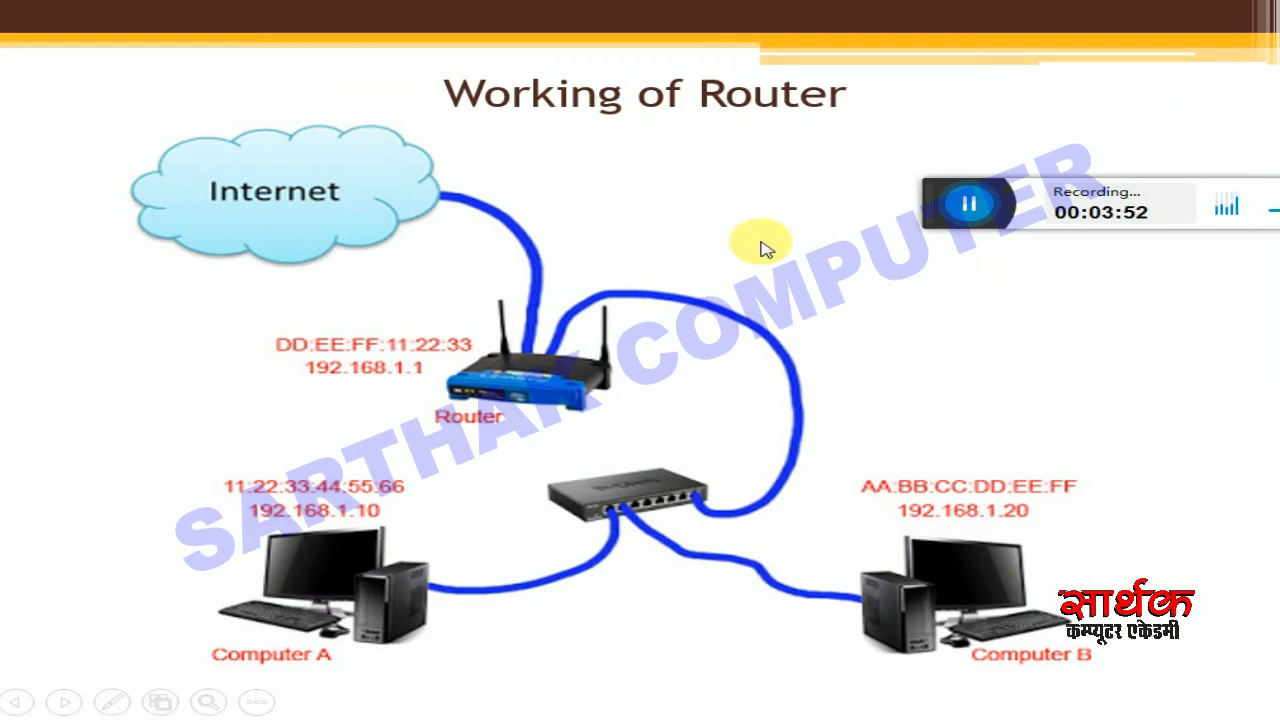 Working of Router
Internet
Recording...
00:03:52
DD:EE:FF:11:22:33
192.168.1.1
Router
SARTHAK COMPUTER
11:22:33:44:55:66
192.168.1.10
AA:BB:CC:DD:EE:FF
192.168.1.20
सार्थक
कम्प्यूटर एकेडमी
Computer A
Computer B